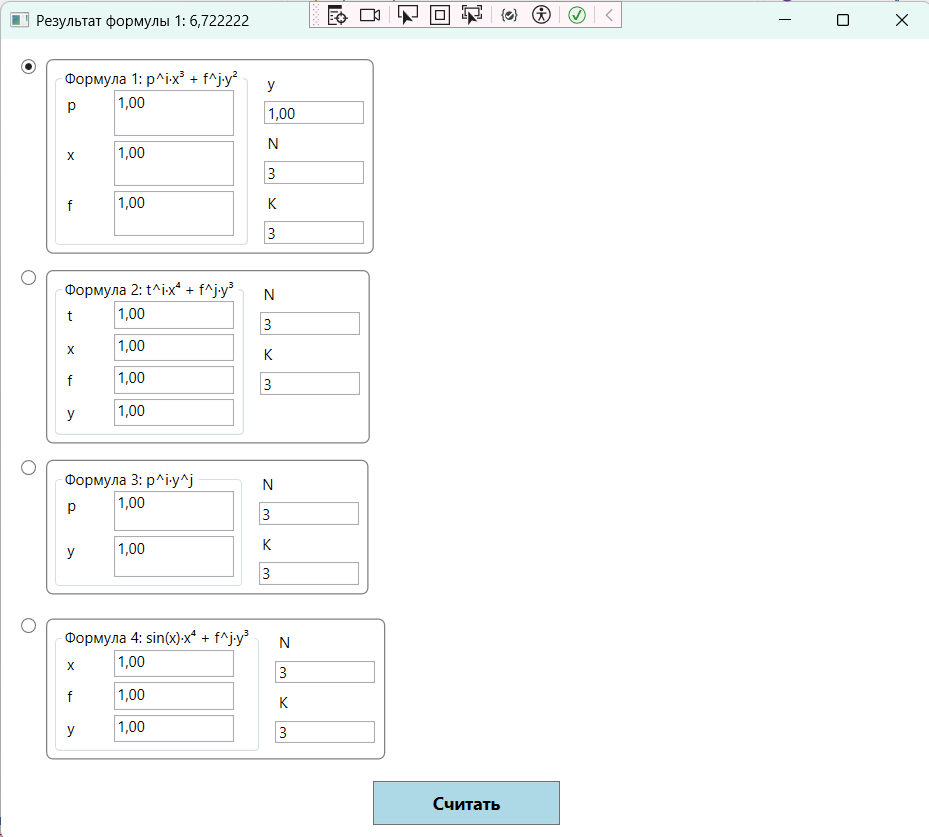 Результат формулы 1: 6,722222
Формула 1: p^i·x³ + f^j·y²
p
1,00
x
1,00
f
1,00
y
1,00
N
3
K
3
Формула 2: t^i·x⁴ + f^j·y³
t
1,00
x
1,00
f
1,00
y
1,00
N
3
K
3
Формула 3: p^i·y^j
p
1,00
y
1,00
N
3
K
3
Формула 4: sin(x)·x⁴ + f^j·y³
x
1,00
f
1,00
y
1,00
N
3
K
3
Считать